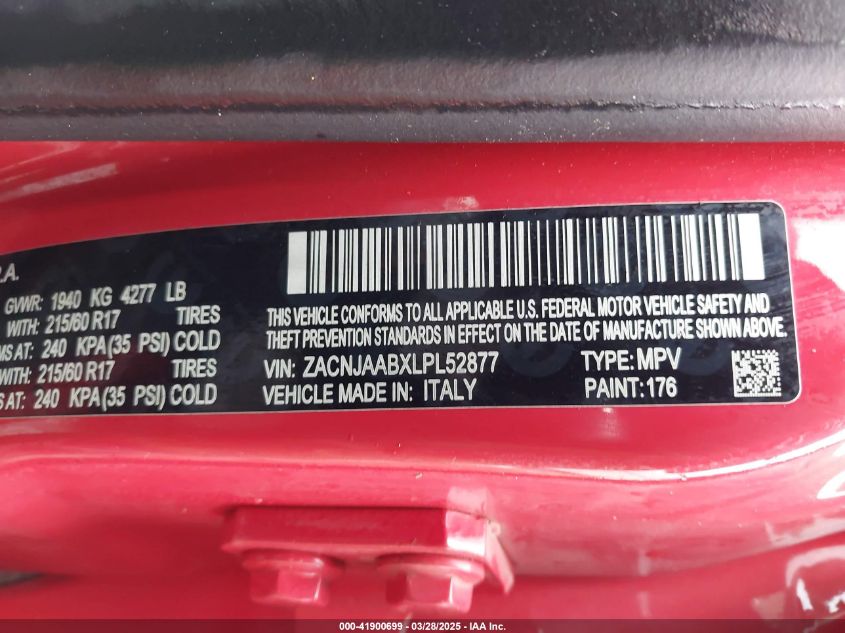 .A.
GVWR: 1940 KG 4277 LB
WITH: 215/60 R17 TIRES
AT: 240 KPA(35 PSI) COLD
WITH: 215/60 R17 TIRES
AT: 240 KPA(35 PSI) COLD
THIS VEHICLE CONFORMS TO ALL APPLICABLE U.S. FEDERAL MOTOR VEHICLE SAFETY AND
THEFT PREVENTION STANDARDS IN EFFECT ON THE DATE OF MANUFACTURE SHOWN ABOVE.
VIN: ZACNJAABXLPL52877 TYPE: MPV
VEHICLE MADE IN: ITALY PAINT: 176
000-41900699 - 03/28/2025 - IAA Inc.